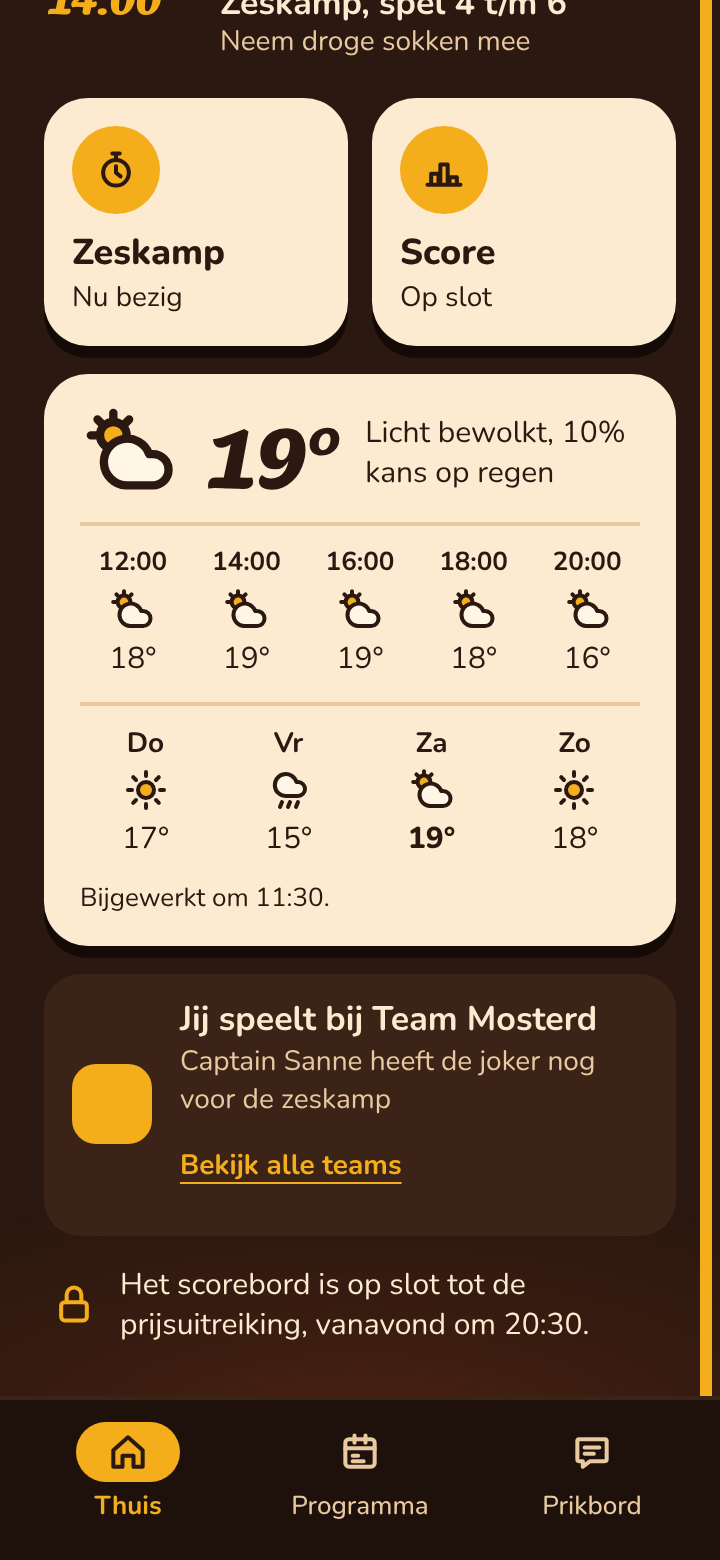 14:00 Zeskamp, spel 4 t/m 6
Neem droge sokken mee
Zeskamp
Nu bezig
Score
Op slot
19° Licht bewolkt, 10%
kans op regen
12:00 14:00 16:00 18:00 20:00
18° 19° 19° 18° 16°
Do Vr Za Zo
17° 15° 19° 18°
Bijgewerkt om 11:30.
Jij speelt bij Team Mosterd
Captain Sanne heeft de joker nog
voor de zeskamp
Bekijk alle teams
Het scorebord is op slot tot de
prijsuitreiking, vanavond om 20:30.
Thuis Programma Prikbord